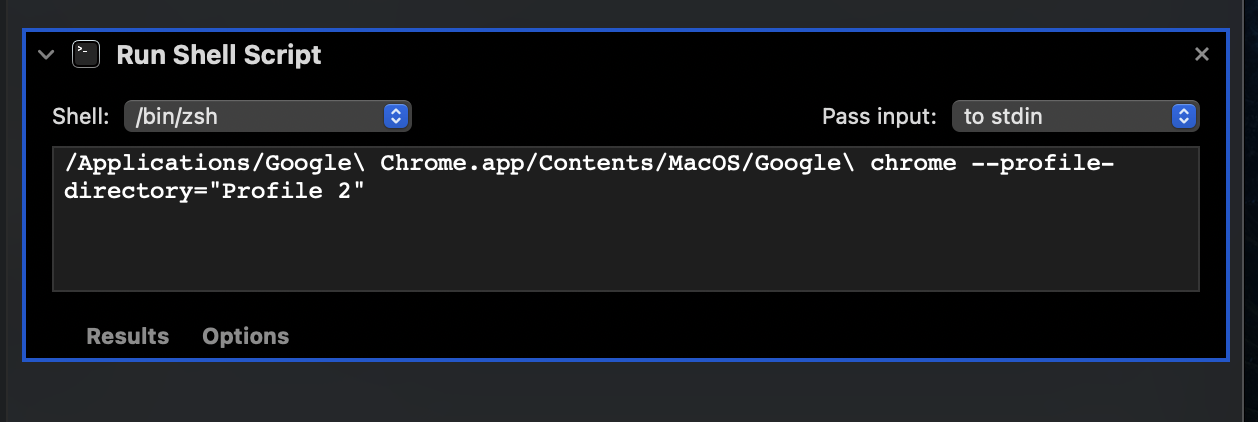 Run Shell Script
Shell: /bin/zsh Pass input: to stdin
/Applications/Google\ Chrome.app/Contents/MacOS/Google\ chrome --profile-
directory="Profile 2"
Results Options